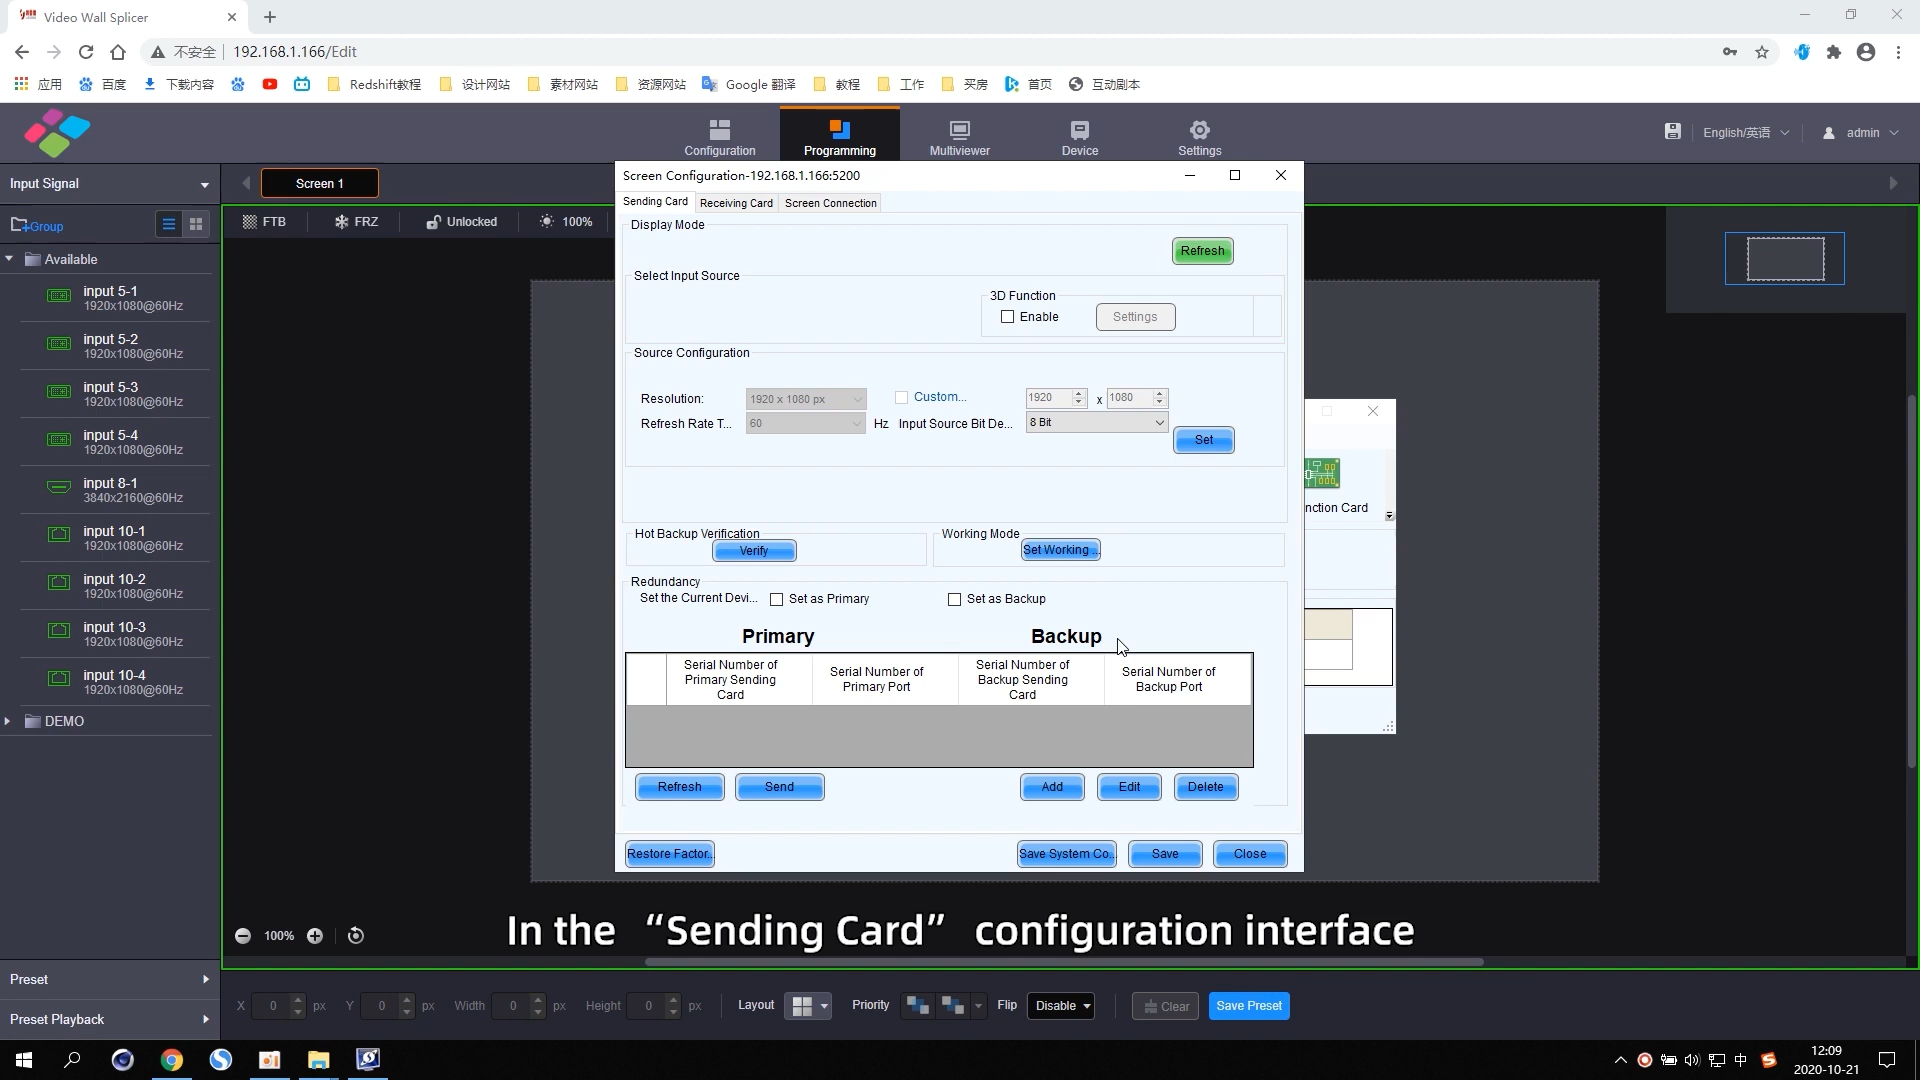 Video Wall Splicer
不安全
192.168.1.166/Edit
应用
百度
下载内容
Redshift教程
设计网站
素材网站
资源网站
Google 翻译
教程
工作
买房
首页
互动剧本
Configuration
Programming
Multiviewer
Device
Settings
English/英语
admin
Input Signal
Screen 1
Group
FTB
FRZ
Unlocked
100%
Available
input 5-1
1920x1080@60Hz
input 5-2
1920x1080@60Hz
input 5-3
1920x1080@60Hz
input 5-4
1920x1080@60Hz
input 8-1
3840x2160@60Hz
input 10-1
1920x1080@60Hz
input 10-2
1920x1080@60Hz
input 10-3
1920x1080@60Hz
input 10-4
1920x1080@60Hz
DEMO
Preset
Preset Playback
Screen Configuration-192.168.1.166:5200
Sending Card
Receiving Card
Screen Connection
Display Mode
Refresh
Select Input Source
3D Function
Enable
Settings
Source Configuration
Resolution:
1920 x 1080 px
Custom...
1920
x
1080
Refresh Rate T...
60
Hz
Input Source Bit De...
8 Bit
Set
nction Card
Hot Backup Verification
Verify
Working Mode
Set Working ...
Redundancy
Set the Current Devi...
Set as Primary
Set as Backup
Primary
Backup
Serial Number of
Primary Sending
Card
Serial Number of
Primary Port
Serial Number of
Backup Sending
Card
Serial Number of
Backup Port
Refresh
Send
Add
Edit
Delete
Restore Factor...
Save System Co...
Save
Close
100%
In the “Sending Card” configuration interface
X
0
px
Y
0
px
Width
0
px
Height
0
px
Layout
Priority
Flip
Disable
Clear
Save Preset
中
12:09
2020-10-21